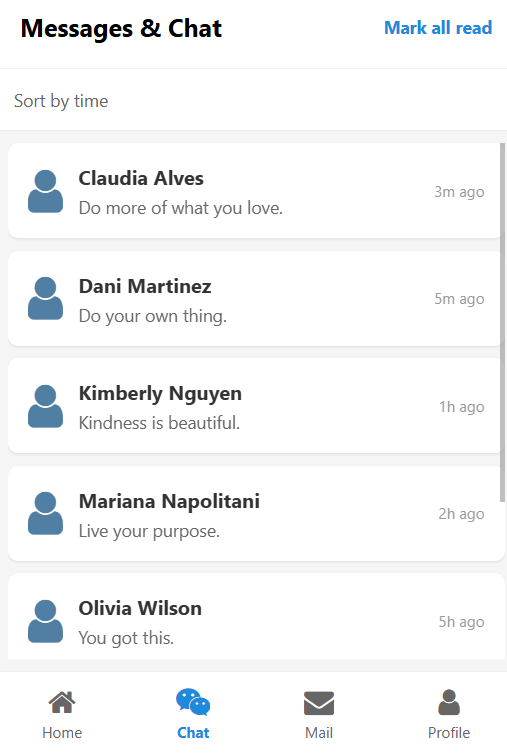 Messages & Chat
Mark all read
Sort by time
Claudia Alves
Do more of what you love.
3m ago
Dani Martinez
Do your own thing.
5m ago
Kimberly Nguyen
Kindness is beautiful.
1h ago
Mariana Napolitani
Live your purpose.
2h ago
Olivia Wilson
You got this.
5h ago
Home
Chat
Mail
Profile